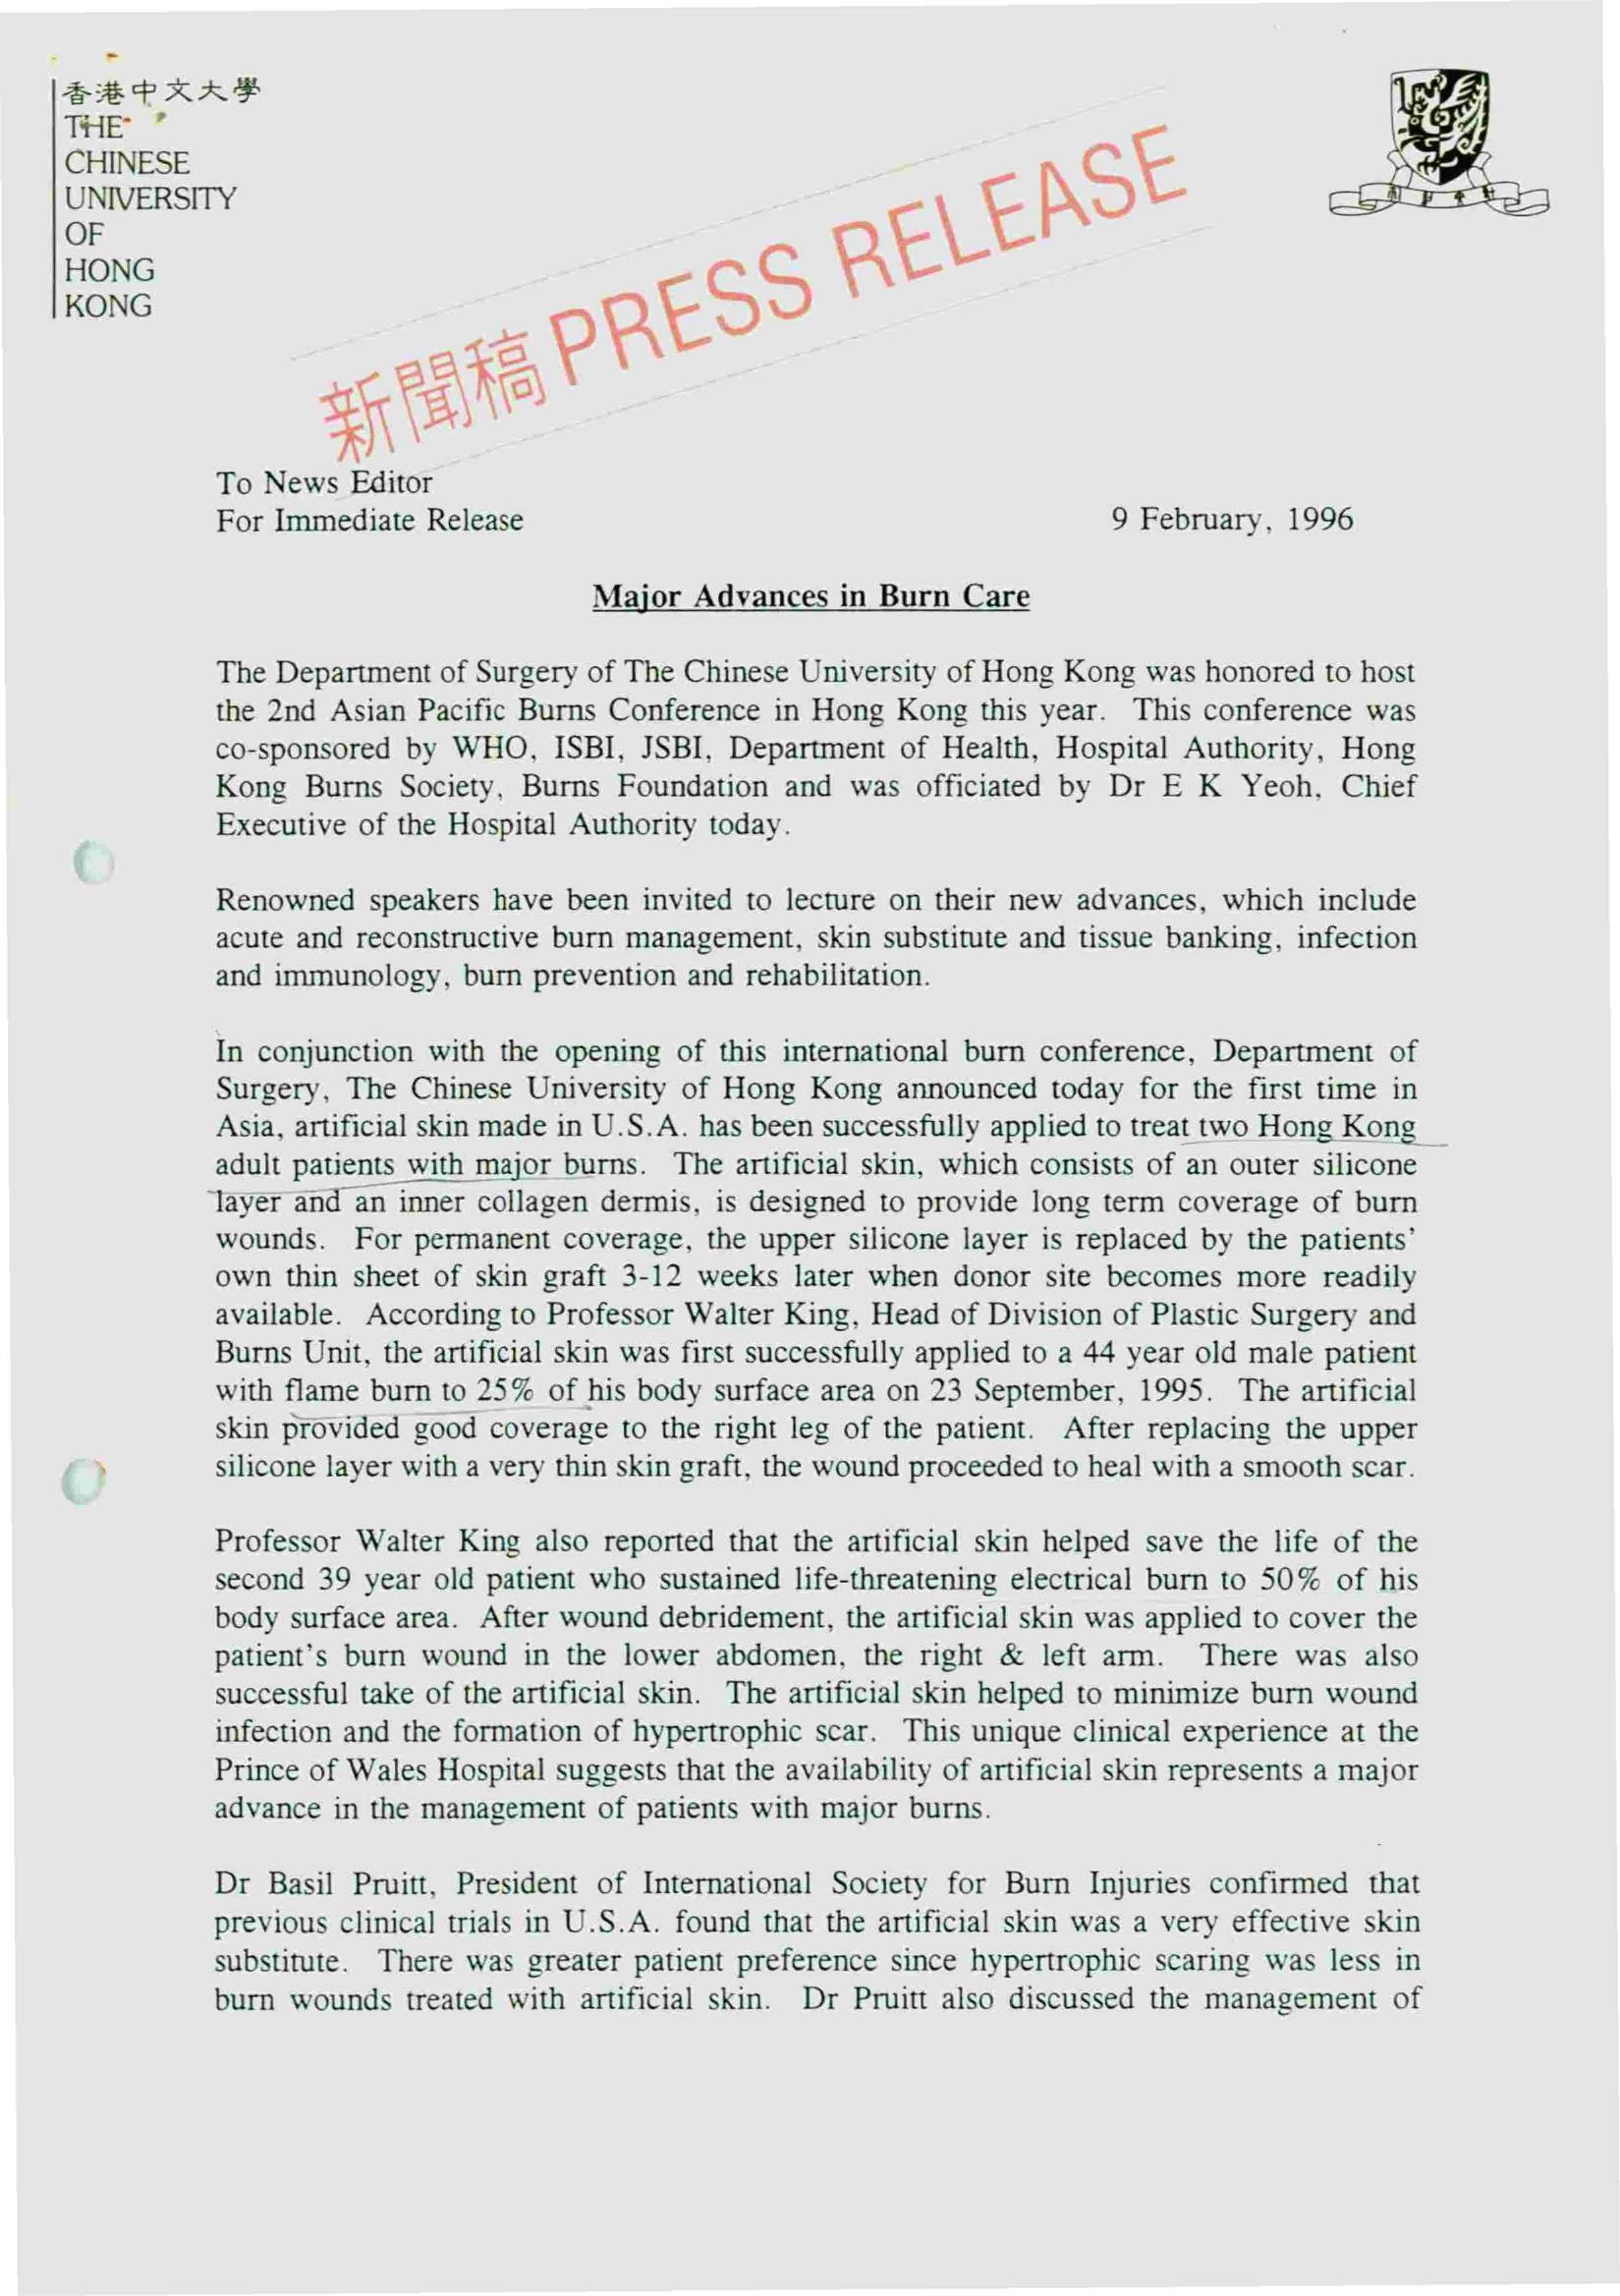 香港中文大學
THE
CHINESE
UNIVERSITY
OF
HONG
KONG
新聞稿 PRESS RELEASE
To News Editor
For Immediate Release 9 February, 1996
Major Advances in Burn Care
The Department of Surgery of The Chinese University of Hong Kong was honored to host
the 2nd Asian Pacific Burns Conference in Hong Kong this year. This conference was
co-sponsored by WHO, ISBI, JSBI, Department of Health, Hospital Authority, Hong
Kong Burns Society, Burns Foundation and was officiated by Dr E K Yeoh, Chief
Executive of the Hospital Authority today.
Renowned speakers have been invited to lecture on their new advances, which include
acute and reconstructive burn management, skin substitute and tissue banking, infection
and immunology, burn prevention and rehabilitation.
In conjunction with the opening of this international burn conference, Department of
Surgery, The Chinese University of Hong Kong announced today for the first time in
Asia, artificial skin made in U.S.A. has been successfully applied to treat two Hong Kong
adult patients with major burns. The artificial skin, which consists of an outer silicone
layer and an inner collagen dermis, is designed to provide long term coverage of burn
wounds. For permanent coverage, the upper silicone layer is replaced by the patients'
own thin sheet of skin graft 3-12 weeks later when donor site becomes more readily
available. According to Professor Walter King, Head of Division of Plastic Surgery and
Burns Unit, the artificial skin was first successfully applied to a 44 year old male patient
with flame burn to 25% of his body surface area on 23 September, 1995. The artificial
skin provided good coverage to the right leg of the patient. After replacing the upper
silicone layer with a very thin skin graft, the wound proceeded to heal with a smooth scar.
Professor Walter King also reported that the artificial skin helped save the life of the
second 39 year old patient who sustained life-threatening electrical burn to 50% of his
body surface area. After wound debridement, the artificial skin was applied to cover the
patient's burn wound in the lower abdomen, the right & left arm. There was also
successful take of the artificial skin. The artificial skin helped to minimize burn wound
infection and the formation of hypertrophic scar. This unique clinical experience at the
Prince of Wales Hospital suggests that the availability of artificial skin represents a major
advance in the management of patients with major burns.
Dr Basil Pruitt, President of International Society for Burn Injuries confirmed that
previous clinical trials in U.S.A. found that the artificial skin was a very effective skin
substitute. There was greater patient preference since hypertrophic scaring was less in
burn wounds treated with artificial skin. Dr Pruitt also discussed the management of